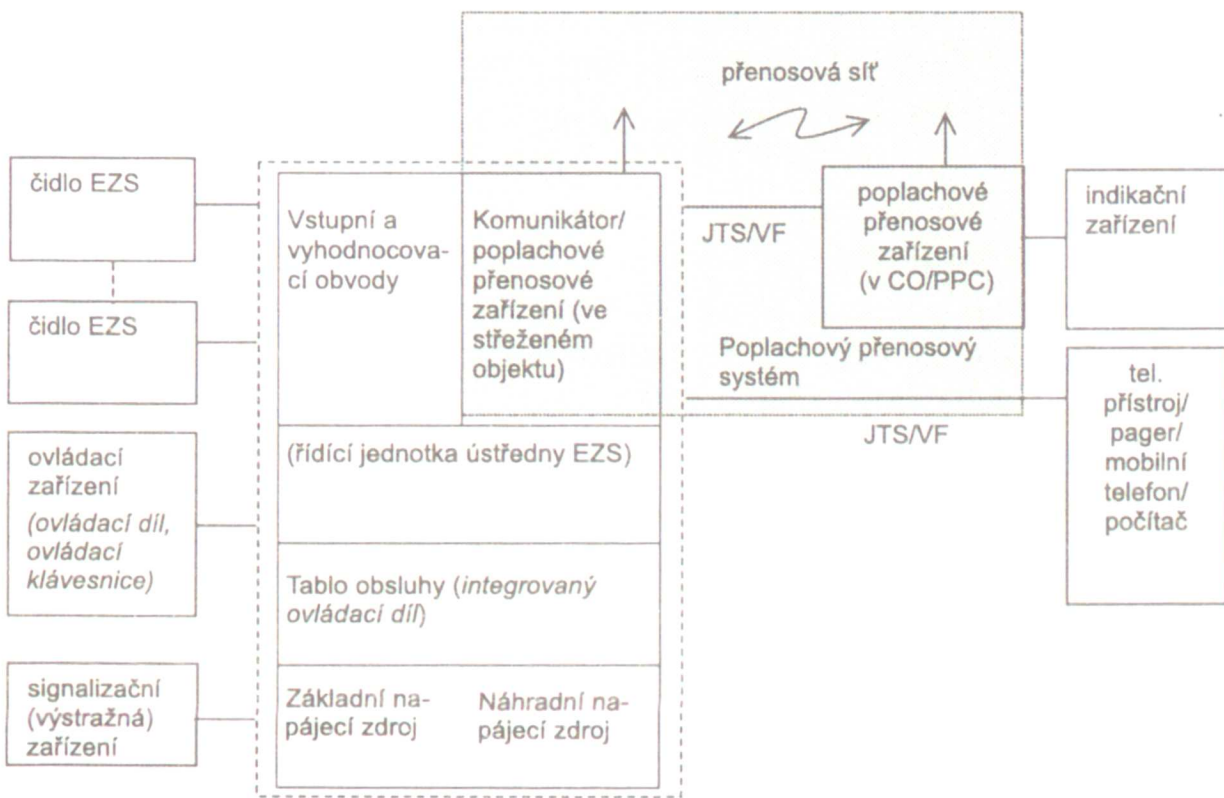 přenosová síť
čidlo EZS
čidlo EZS
ovládací
zařízení
(ovládací díl,
ovládací
klávesnice)
signalizační
(výstražná)
zařízení
Vstupní a
vyhodnocova-
cí obvody
Komunikátor/
poplachové
přenosové
zařízení (ve
střeženém
objektu)
(řídící jednotka ústředny EZS)
Tablo obsluhy (integrovaný
ovládací díl)
Základní na-
pájecí zdroj
Náhradní na-
pájecí zdroj
JTS/VF
poplachové
přenosové
zařízení
(v CO/PPC)
Poplachový přenosový
systém
JTS/VF
indikační
zařízení
tel.
přístroj/
pager/
mobilní
telefon/
počítač